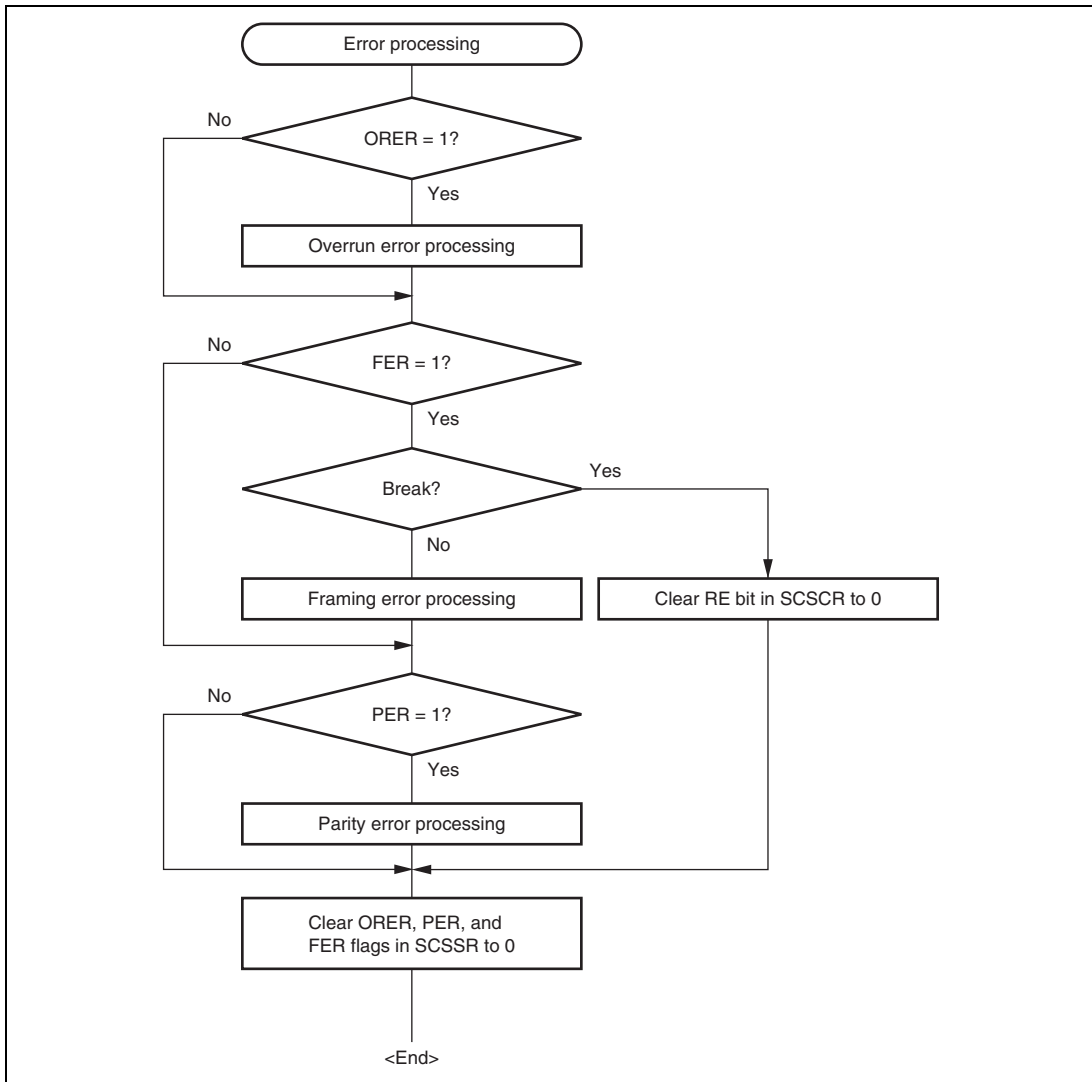 Error processing
No
ORER = 1?
Yes
Overrun error processing
No
FER = 1?
Yes
Yes
Break?
No
Framing error processing
Clear RE bit in SCSCR to 0
No
PER = 1?
Yes
Parity error processing
Clear ORER, PER, and
FER flags in SCSSR to 0
<End>